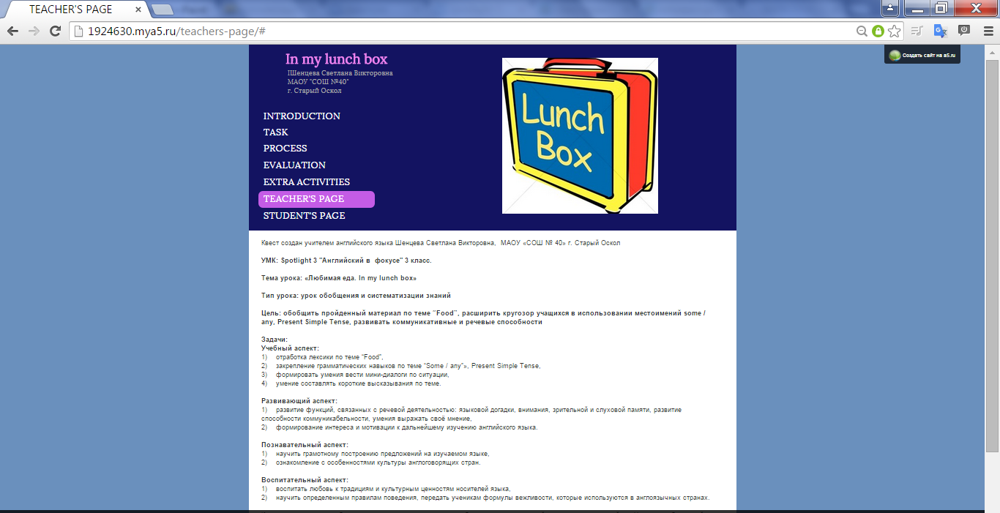 TEACHER'S PAGE
1924630.mya5.ru/teachers-page/#
Создать сайт на a5.ru
In my lunch box
IШенцева Светлана Викторовна
МАОУ "СОШ №40"
г. Старый Оскол
Lunch
Box
INTRODUCTION
TASK
PROCESS
EVALUATION
EXTRA ACTIVITIES
TEACHER'S PAGE
STUDENT'S PAGE
Квест создан учителем английского языка Шенцева Светлана Викторовна, МАОУ «СОШ № 40» г. Старый Оскол
УМК: Spotlight 3 "Английский в фокусе" 3 класс.
Тема урока: «Любимая еда. In my lunch box»
Тип урока: урок обобщения и систематизации знаний
Цель: обобщить пройденный материал по теме “Food”, расширить кругозор учащихся в использовании местоимений some /
any, Present Simple Tense, развивать коммуникативные и речевые способности
Задачи:
Учебный аспект:
1) отработка лексики по теме “Food”,
2) закрепление грамматических навыков по теме “Some / any”», Present Simple Tense,
3) формировать умения вести мини-диалоги по ситуации,
4) умение составлять короткие высказывания по теме.
Развивающий аспект:
1) развитие функций, связанных с речевой деятельностью: языковой догадки, внимания, зрительной и слуховой памяти, развитие
способности коммуникабельности, умения выражать своё мнение,
2) формирование интереса и мотивации к дальнейшему изучению английского языка.
Познавательный аспект:
1) научить грамотному построению предложений на изучаемом языке,
2) ознакомление с особенностями культуры англоговорящих стран.
Воспитательный аспект:
1) воспитать любовь к традициям и культурным ценностям носителей языка,
2) научить определенным правилам поведения, передать ученикам формулы вежливости, которые используются в англоязычных странах.